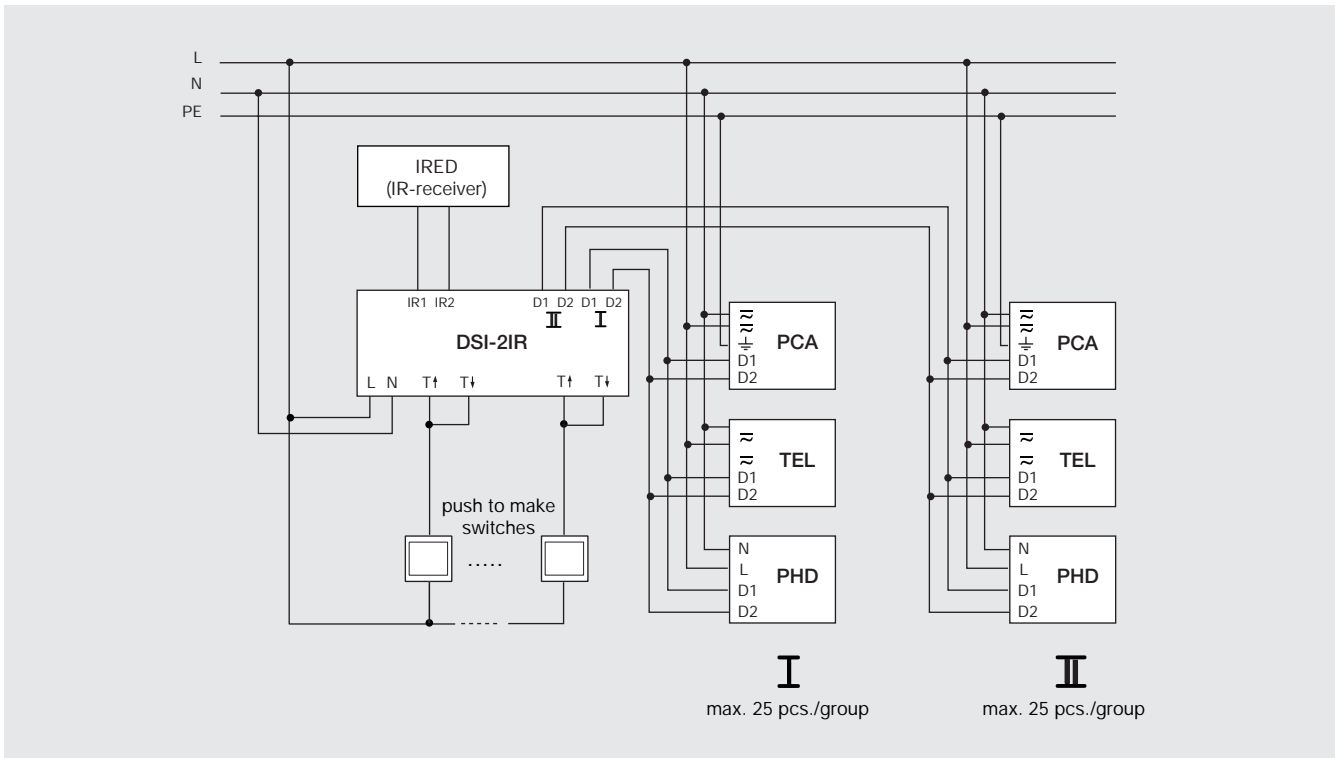 L
N
PE
IRED
(IR-receiver)
IR1 IR2
D1 D2 D1 D2
II I
DSI-2IR
L N T↑ T↓ T↑ T↓
push to make
switches
.....
PCA
D1
D2
TEL
D1
D2
N
L
PHD
D1
D2
I
max. 25 pcs./group
PCA
D1
D2
TEL
D1
D2
N
L
PHD
D1
D2
II
max. 25 pcs./group